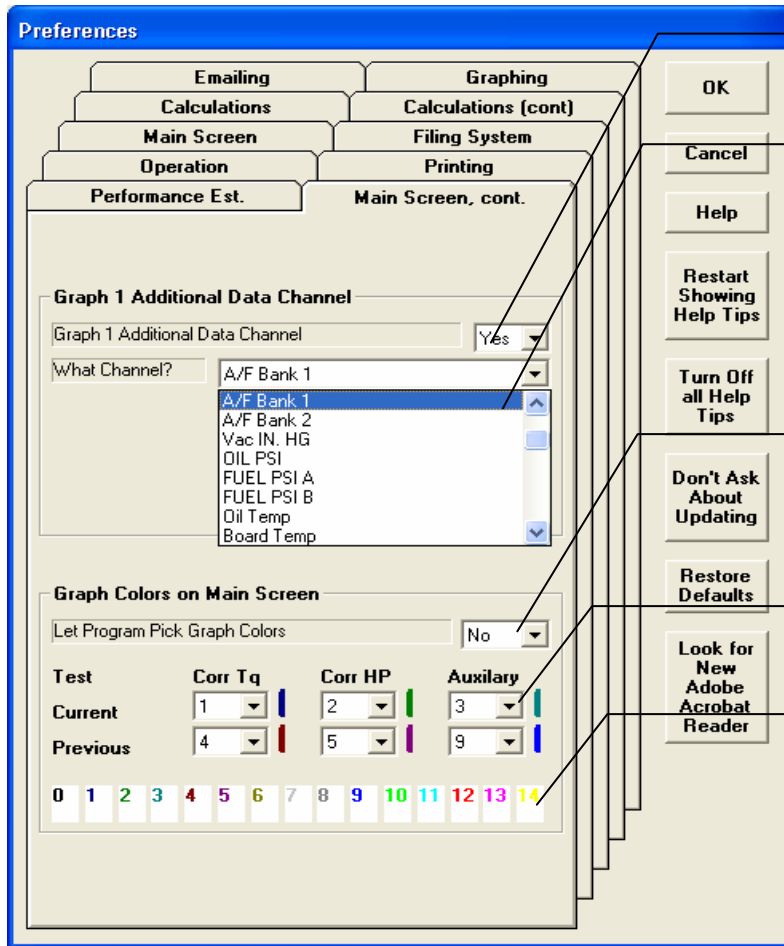 Preferences
Emailing Graphing
Calculations Calculations (cont)
Main Screen Filing System
Operation Printing
Performance Est. Main Screen, cont.
OK
Cancel
Help
Restart
Showing
Help Tips
Turn Off
all Help
Tips
Don't Ask
About
Updating
Restore
Defaults
Look for
New
Adobe
Acrobat
Reader
Graph 1 Additional Data Channel
Graph 1 Additional Data Channel Yes
What Channel? A/F Bank 1
A/F Bank 1
A/F Bank 2
Vac IN. HG
OIL PSI
FUEL PSI A
FUEL PSI B
Oil Temp
Board Temp
Graph Colors on Main Screen
Let Program Pick Graph Colors No
Test Corr Tq Corr HP Auxilary
Current 1 2 3
Previous 4 5 9
0 1 2 3 4 5 6 7 8 9 10 11 12 13 14